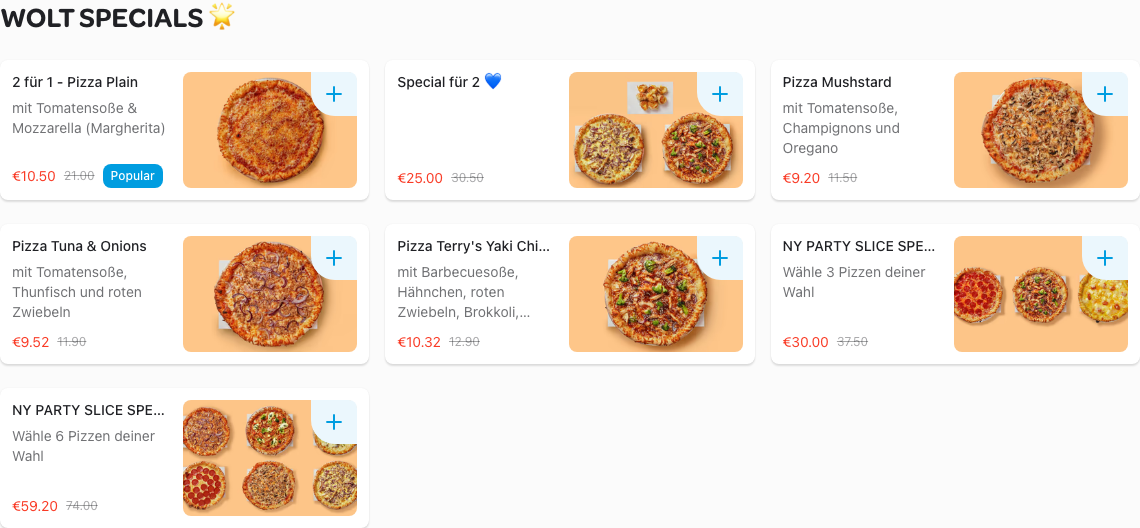 WOLT SPECIALS 🌟
2 für 1 - Pizza Plain
mit Tomatensoße &
Mozzarella (Margherita)
€10.50 21.00 Popular
Special für 2 💙
€25.00 30.50
Pizza Mushstard
mit Tomatensoße,
Champignons und
Oregano
€9.20 11.50
Pizza Tuna & Onions
mit Tomatensoße,
Thunfisch und roten
Zwiebeln
€9.52 11.90
Pizza Terry's Yaki Chi...
mit Barbecuesoße,
Hähnchen, roten
Zwiebeln, Brokkoli,...
€10.32 12.90
NY PARTY SLICE SPE...
Wähle 3 Pizzen deiner
Wahl
€30.00 37.50
NY PARTY SLICE SPE...
Wähle 6 Pizzen deiner
Wahl
€59.20 74.00